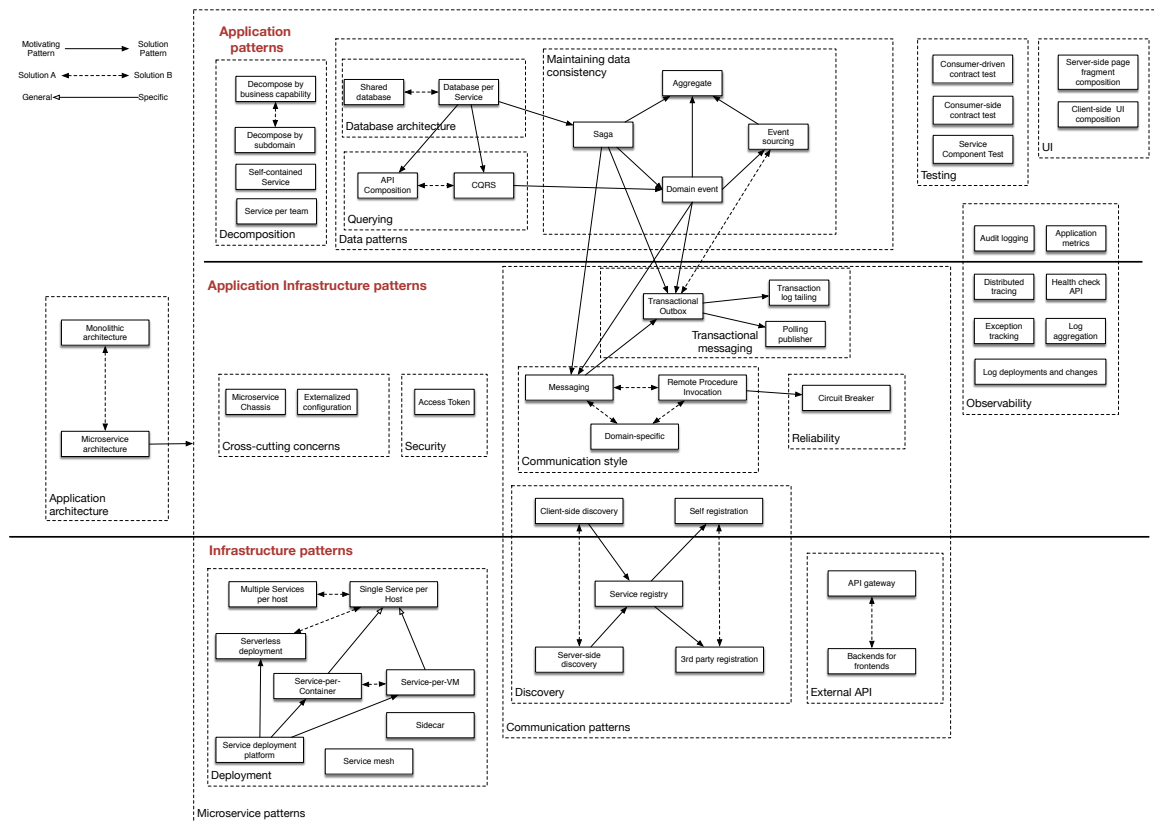 Motivating
Pattern
Solution
Pattern
Solution A
Solution B
General
Specific
Application
patterns
Decompose by
business capability
Decompose by
subdomain
Self-contained
Service
Service per team
Decomposition
Shared
database
Database per
Service
Database architecture
API
Composition
CQRS
Querying
Data patterns
Maintaining data
consistency
Aggregate
Saga
Event
sourcing
Domain event
Consumer-driven
contract test
Consumer-side
contract test
Service
Component Test
Testing
Server-side page
fragment
composition
Client-side UI
composition
UI
Audit logging
Application
metrics
Distributed
tracing
Health check
API
Exception
tracking
Log
aggregation
Log deployments and changes
Observability
Application Infrastructure patterns
Monolithic
architecture
Microservice
architecture
Application
architecture
Microservice
Chassis
Externalized
configuration
Cross-cutting concerns
Access Token
Security
Transactional
Outbox
Transaction
log tailing
Polling
publisher
Transactional
messaging
Messaging
Remote Procedure
Invocation
Domain-specific
Communication style
Circuit Breaker
Reliability
Client-side discovery
Self registration
Service registry
Server-side
discovery
3rd party registration
Discovery
Communication patterns
API gateway
Backends for
frontends
External API
Infrastructure patterns
Multiple Services
per host
Single Service per
Host
Serverless
deployment
Service-per-
Container
Service-per-VM
Sidecar
Service deployment
platform
Service mesh
Deployment
Microservice patterns